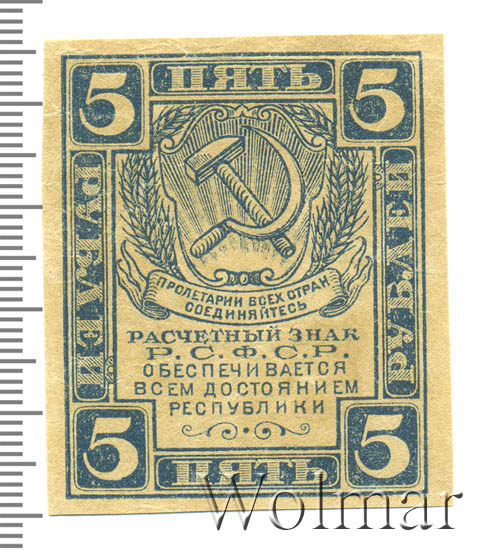 5 ПЯТЬ 5
РУБЛЕЙ
РУБЛЕЙ
ПРОЛЕТАРИИ ВСЕХ СТРАН
СОЕДИНЯЙТЕСЬ
РАСЧЕТНЫЙ ЗНАК
Р.С.Ф.С.Р.
ОБЕСПЕЧИВАЕТСЯ
ВСЕМ ДОСТОЯНИЕМ
РЕСПУБЛИКИ
5 ПЯТЬ 5
Wolmar